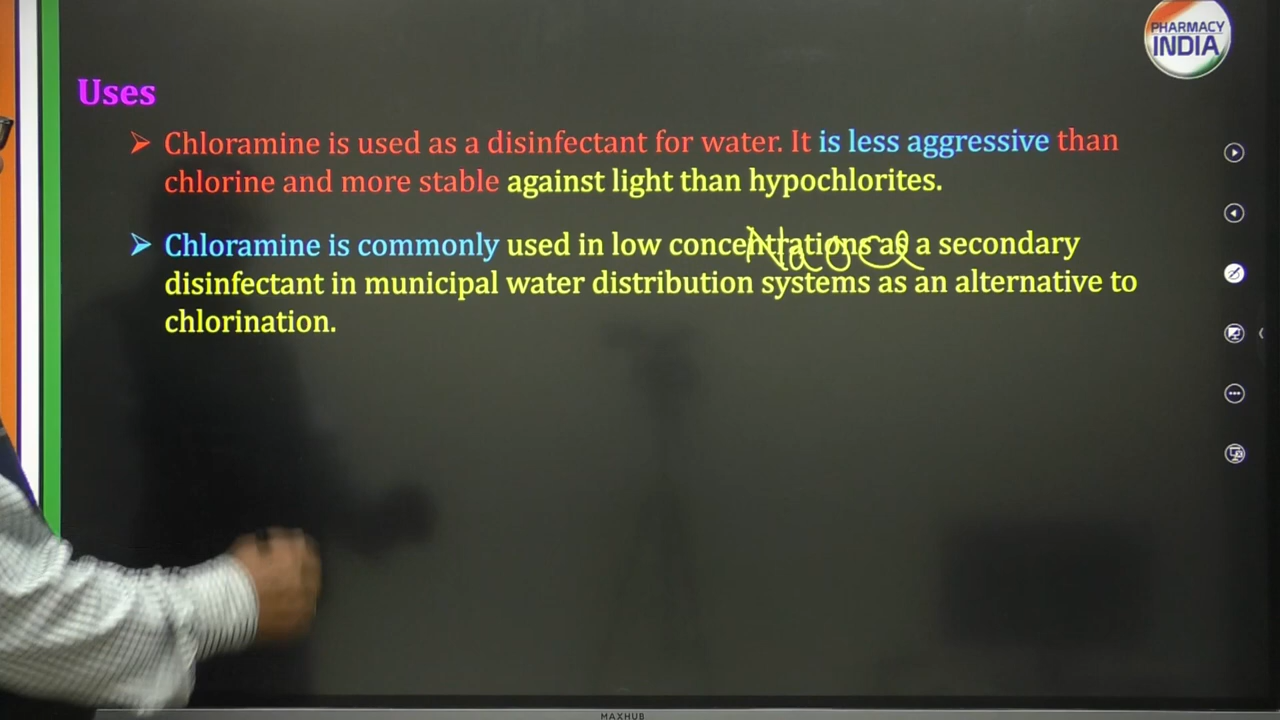 PHARMACY
INDIA
Uses
➢ Chloramine is used as a disinfectant for water. It is less aggressive than
chlorine and more stable against light than hypochlorites.
➢ Chloramine is commonly used in low concentrations as a secondary
NaOCl
disinfectant in municipal water distribution systems as an alternative to
chlorination.
MAXHUB